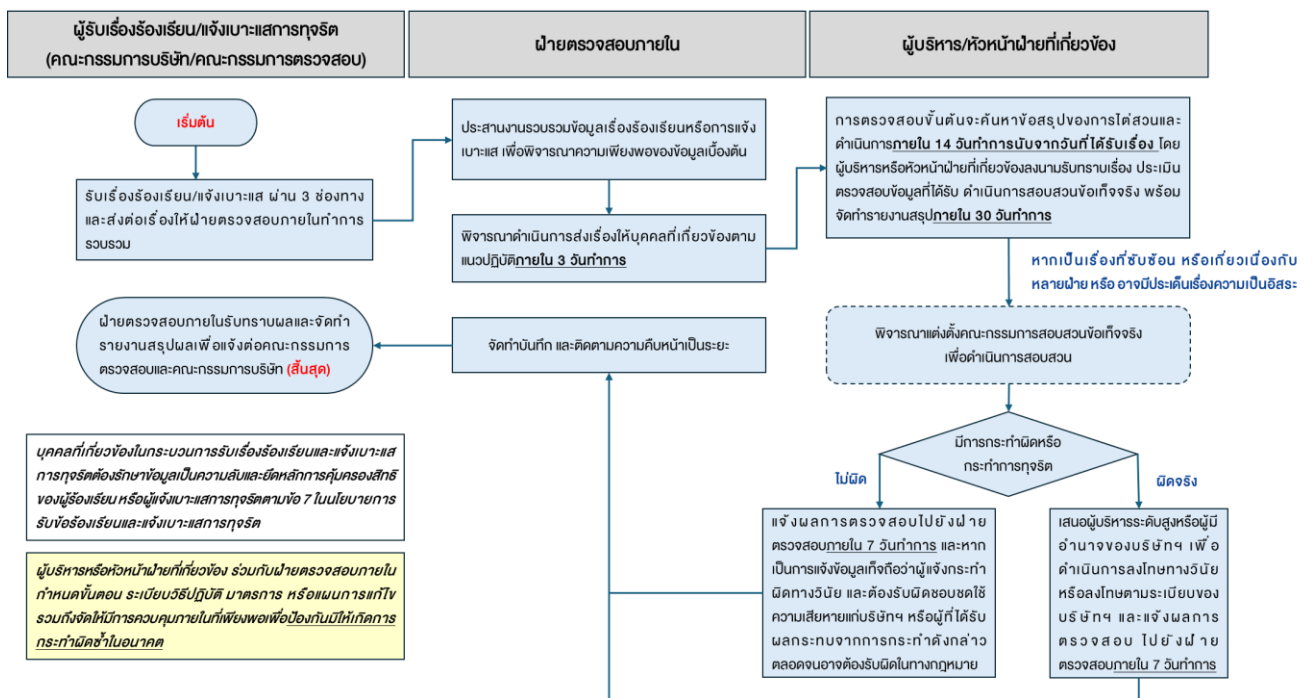 ผู้รับเรื่องร้องเรียน/แจ้งเบาะแสการทุจริต
(คณะกรรมการบริษัท/คณะกรรมการตรวจสอบ)
ฝ่ายตรวจสอบภายใน
ผู้บริหาร/หัวหน้าฝ่ายที่เกี่ยวข้อง
เริ่มต้น
รับเรื่องร้องเรียน/แจ้งเบาะแส ผ่าน 3 ช่องทาง
และส่งต่อเรื่องให้ฝ่ายตรวจสอบภายในทำการ
รวบรวม
ประสานงานรวบรวมข้อมูลเรื่องร้องเรียนหรือการแจ้ง
เบาะแส เพื่อพิจารณาความเพียงพอของข้อมูลเบื้องต้น
พิจารณาดำเนินการส่งเรื่องให้บุคคลที่เกี่ยวข้องตาม
แนวปฏิบัติภายใน 3 วันทำการ
การตรวจสอบขั้นต้นจะค้นหาข้อสรุปของการไต่สวนและ
ดำเนินการภายใน 14 วันทำการนับจากวันที่ได้รับเรื่อง โดย
ผู้บริหารหรือหัวหน้าฝ่ายที่เกี่ยวข้องลงนามรับทราบเรื่อง ประเมิน
ตรวจสอบข้อมูลที่ได้รับ ดำเนินการสอบสวนข้อเท็จจริง พร้อม
จัดทำรายงานสรุปภายใน 30 วันทำการ
หากเป็นเรื่องที่ซับซ้อน หรือเกี่ยวเนื่องกับ
หลายฝ่าย หรือ อาจมีประเด็นเรื่องความเป็นอิสระ
พิจารณาแต่งตั้งคณะกรรมการสอบสวนข้อเท็จจริง
เพื่อดำเนินการสอบสวน
มีการกระทำผิดหรือ
กระทำการทุจริต
ไม่ผิด
ผิดจริง
แจ้งผลการตรวจสอบไปยังฝ่าย
ตรวจสอบภายใน 7 วันทำการ และหาก
เป็นการแจ้งข้อมูลเท็จถือว่าผู้แจ้งกระทำ
ผิดทางวินัย และต้องรับผิดชอบชดใช้
ความเสียหายแก่บริษัทฯ หรือผู้ที่ได้รับ
ผลกระทบจากการกระทำดังกล่าว
ตลอดจนอาจต้องรับผิดในทางกฎหมาย
เสนอผู้บริหารระดับสูงหรือผู้มี
อำนาจของบริษัทฯ เพื่อ
ดำเนินการลงโทษทางวินัย
หรือลงโทษตามระเบียบของ
บริษัทฯ และแจ้งผลการ
ตรวจสอบ ไปยังฝ่าย
ตรวจสอบภายใน 7 วันทำการ
จัดทำบันทึก และติดตามความคืบหน้าเป็นระยะ
ฝ่ายตรวจสอบภายในรับทราบผลและจัดทำ
รายงานสรุปผลเพื่อแจ้งต่อคณะกรรมการ
ตรวจสอบและคณะกรรมการบริษัท (สิ้นสุด)
บุคคลที่เกี่ยวข้องในกระบวนการรับเรื่องร้องเรียนและแจ้งเบาะแส
การทุจริตต้องรักษาข้อมูลเป็นความลับและยึดหลักการคุ้มครองสิทธิ
ของผู้ร้องเรียน หรือผู้แจ้งเบาะแสการทุจริตตามข้อ 7 ในนโยบายการ
รับข้อร้องเรียนและแจ้งเบาะแสการทุจริต
ผู้บริหารหรือหัวหน้าฝ่ายที่เกี่ยวข้อง ร่วมกับฝ่ายตรวจสอบภายใน
กำหนดขั้นตอน ระเบียบวิธีปฏิบัติ มาตรการ หรือแผนการแก้ไข
รวมถึงจัดให้มีการควบคุมภายในที่เพียงพอเพื่อป้องกันมิให้เกิดการ
กระทำผิดซ้ำในอนาคต